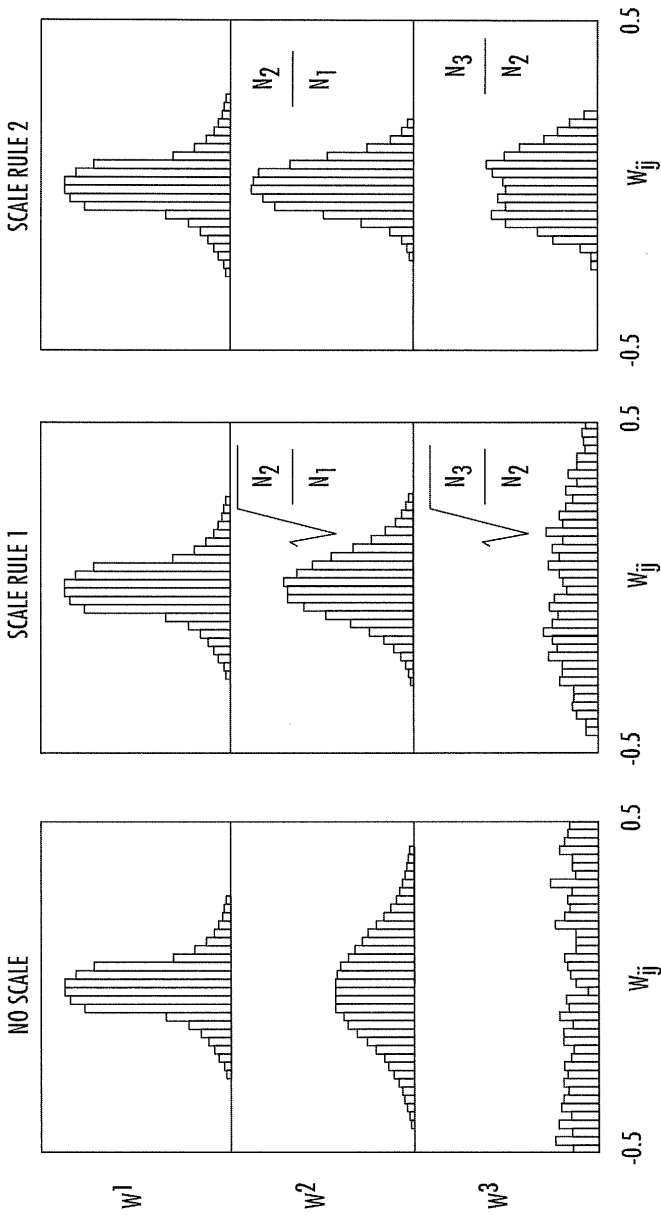 NO SCALE
SCALE RULE 1
SCALE RULE 2
W¹
W²
√N₂/N₁
N₂/N₁
W³
√N₃/N₂
N₃/N₂
-0.5 0.5
-0.5 0.5
-0.5 0.5
Wij
Wij
Wij